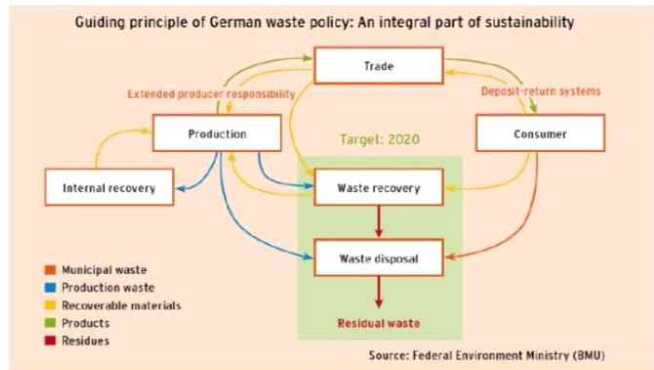 Guiding principle of German waste policy: An integral part of sustainability
Trade
Extended producer responsibility
Deposit-return systems
Production
Target: 2020
Consumer
Internal recovery
Waste recovery
Waste disposal
Municipal waste
Production waste
Recoverable materials
Products
Residues
Residual waste
Source: Federal Environment Ministry (BMU)